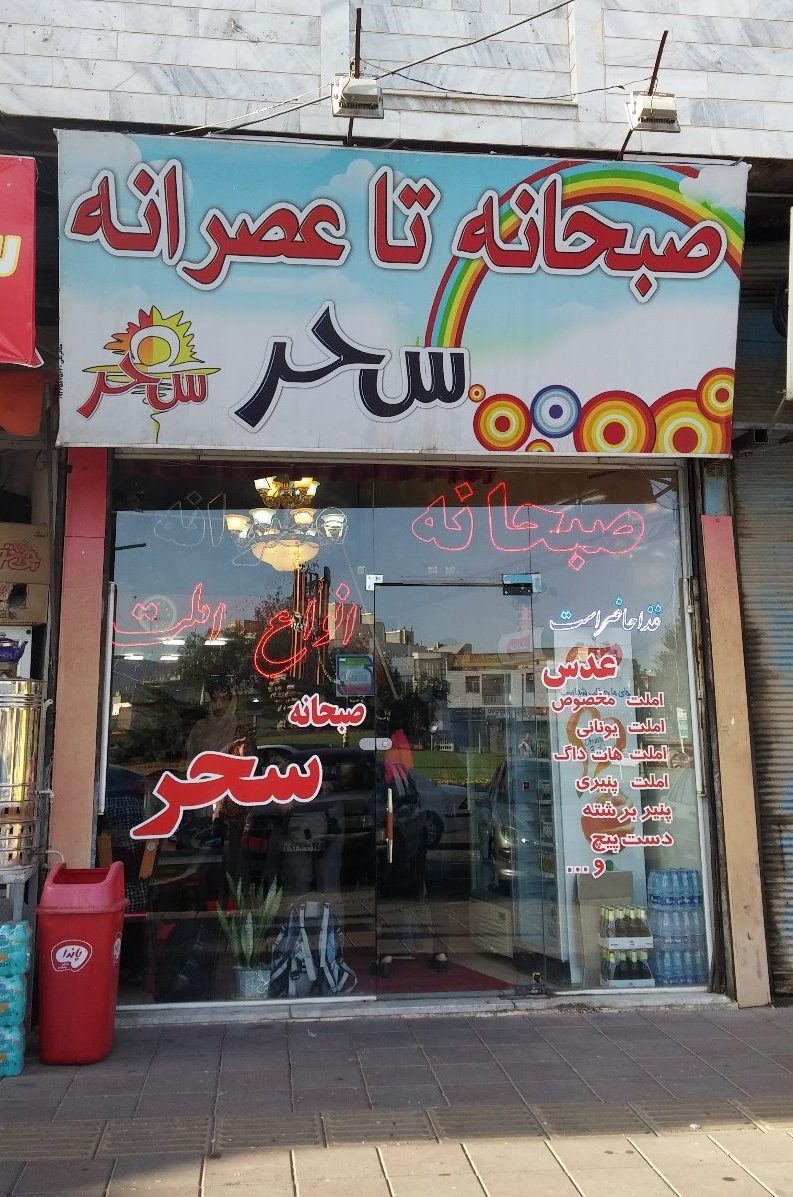 صبحانه تا عصرانه
سحر
سحر
صبحانه
عصرانه
انواع املت
صبحانه
سحر
غذا حاضر است
عدس
املت مخصوص
املت یونانی
املت هات داگ
املت پنیری
پنیر برشته
دست پیچ
و...
پاندا